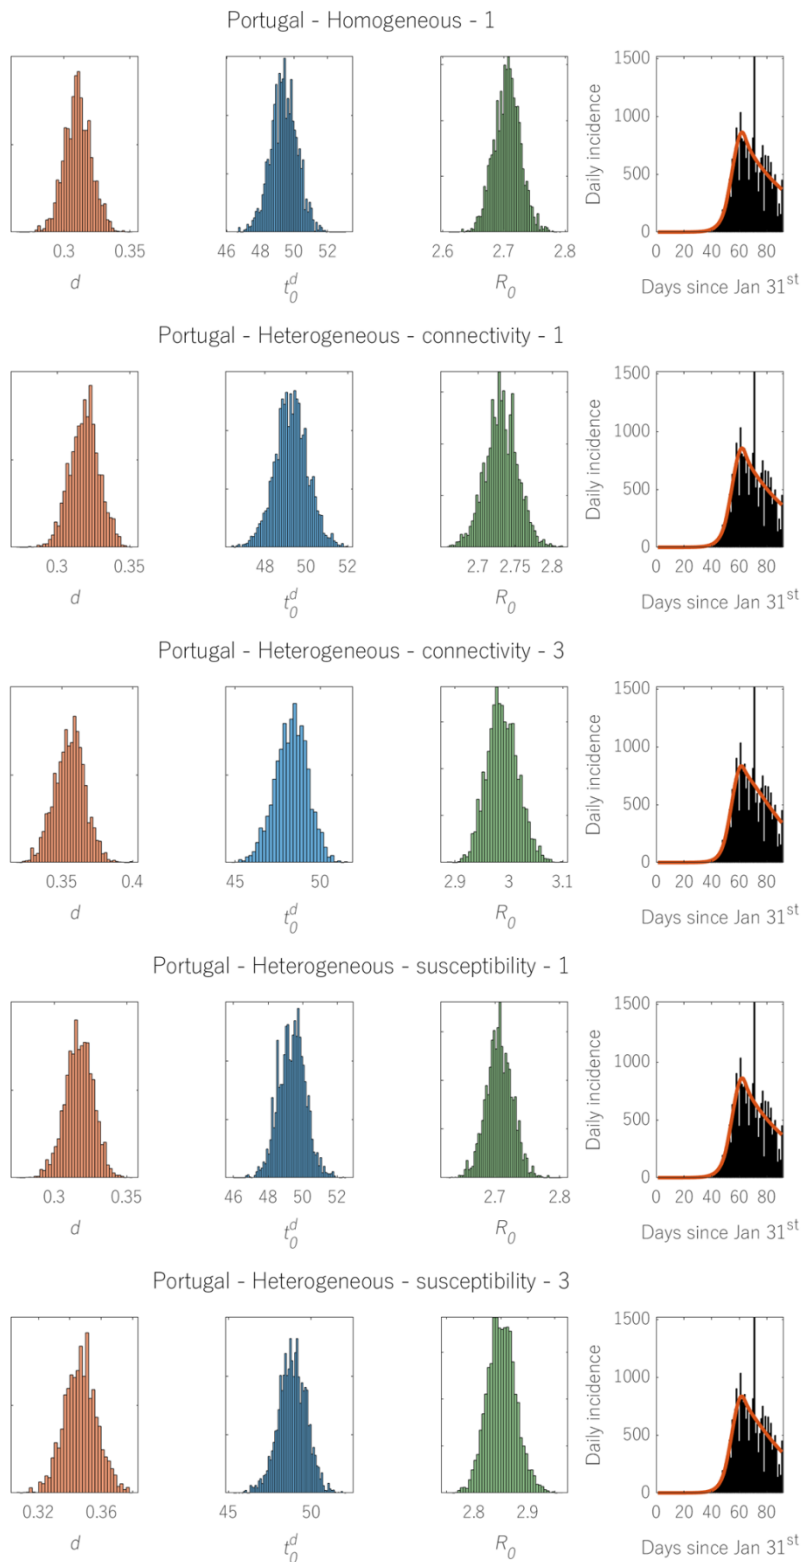 Portugal - Homogeneous - 1
1500
1000
500
0
Daily incidence
0.3 0.35
46 48 50 52
2.6 2.7 2.8
0 20 40 60 80
d
t₀ᵈ
R₀
Days since Jan 31ˢᵗ
Portugal - Heterogeneous - connectivity - 1
1500
1000
500
0
Daily incidence
0.3 0.35
48 50 52
2.7 2.75 2.8
0 20 40 60 80
d
t₀ᵈ
R₀
Days since Jan 31ˢᵗ
Portugal - Heterogeneous - connectivity - 3
1500
1000
500
0
Daily incidence
0.35 0.4
45 50
2.9 3 3.1
0 20 40 60 80
d
t₀ᵈ
R₀
Days since Jan 31ˢᵗ
Portugal - Heterogeneous - susceptibility - 1
1500
1000
500
0
Daily incidence
0.3 0.35
46 48 50 52
2.7 2.8
0 20 40 60 80
d
t₀ᵈ
R₀
Days since Jan 31ˢᵗ
Portugal - Heterogeneous - susceptibility - 3
1500
1000
500
0
Daily incidence
0.32 0.36
45 50
2.8 2.9
0 20 40 60 80
d
t₀ᵈ
R₀
Days since Jan 31ˢᵗ